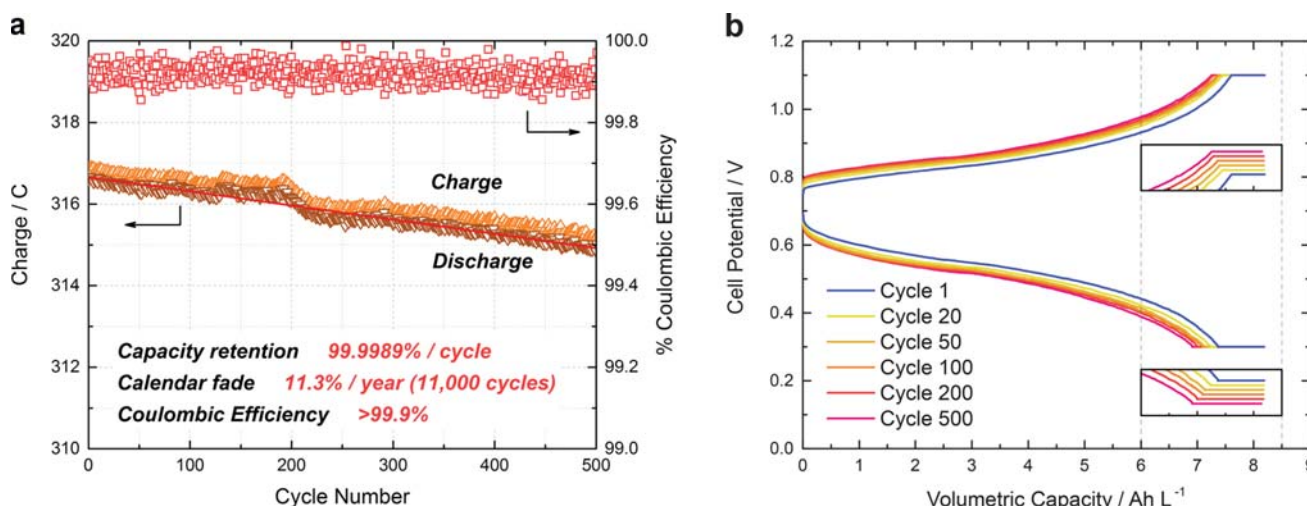 a
320
318
316
314
312
310
Charge / C
100.0
99.8
99.6
99.4
99.2
99.0
% Coulombic Efficiency
Charge
Discharge
Capacity retention 99.9989% / cycle
Calendar fade 11.3% / year (11,000 cycles)
Coulombic Efficiency >99.9%
0 100 200 300 400 500
Cycle Number
b
1.2
1.0
0.8
0.6
0.4
0.2
0.0
Cell Potential / V
Cycle 1
Cycle 20
Cycle 50
Cycle 100
Cycle 200
Cycle 500
0 1 2 3 4 5 6 7 8 9
Volumetric Capacity / Ah L⁻¹